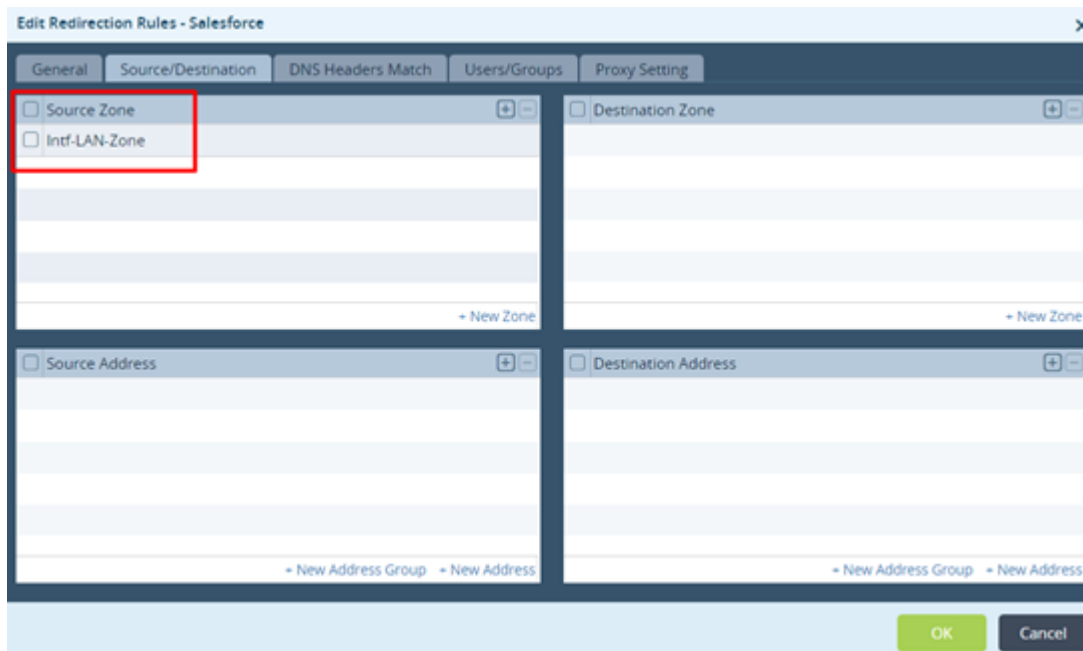 Edit Redirection Rules - Salesforce
General Source/Destination DNS Headers Match Users/Groups Proxy Setting
Source Zone
Intf-LAN-Zone
+ New Zone
Destination Zone
+ New Zone
Source Address
+ New Address Group + New Address
Destination Address
+ New Address Group + New Address
OK Cancel